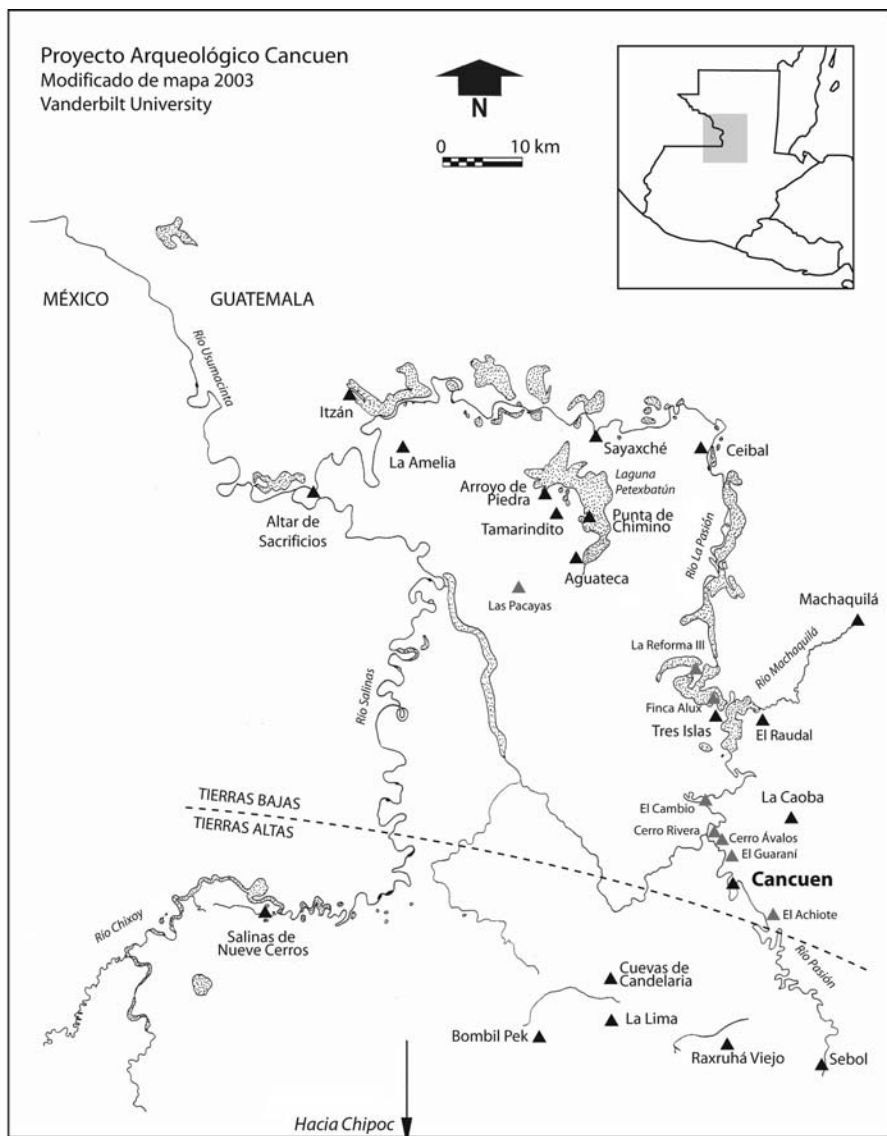 Proyecto Arqueológico Cancuen
Modificado de mapa 2003
Vanderbilt University
N
0 10 km
MÉXICO
GUATEMALA
Río Usumacinta
Itzán
La Amelia
Sayaxché
Ceibal
Laguna
Petexbatún
Arroyo de
Piedra
Tamarindito
Punta de
Chimino
Altar de
Sacrificios
Aguateca
Río La Pasión
Las Pacayas
Machaquilá
La Reforma III
Río Machaquilá
Río Salinas
Finca Alux
Tres Islas
El Raudal
TIERRAS BAJAS
TIERRAS ALTAS
El Cambio
La Caoba
Cerro Rivera
Cerro Ávalos
El Guaraní
Cancuen
El Achiote
Río Chixoy
Salinas de
Nueve Cerros
Río Pasión
Cuevas de
Candelaria
La Lima
Bombil Pek
Raxruhá Viejo
Sebol
Hacia Chipoc